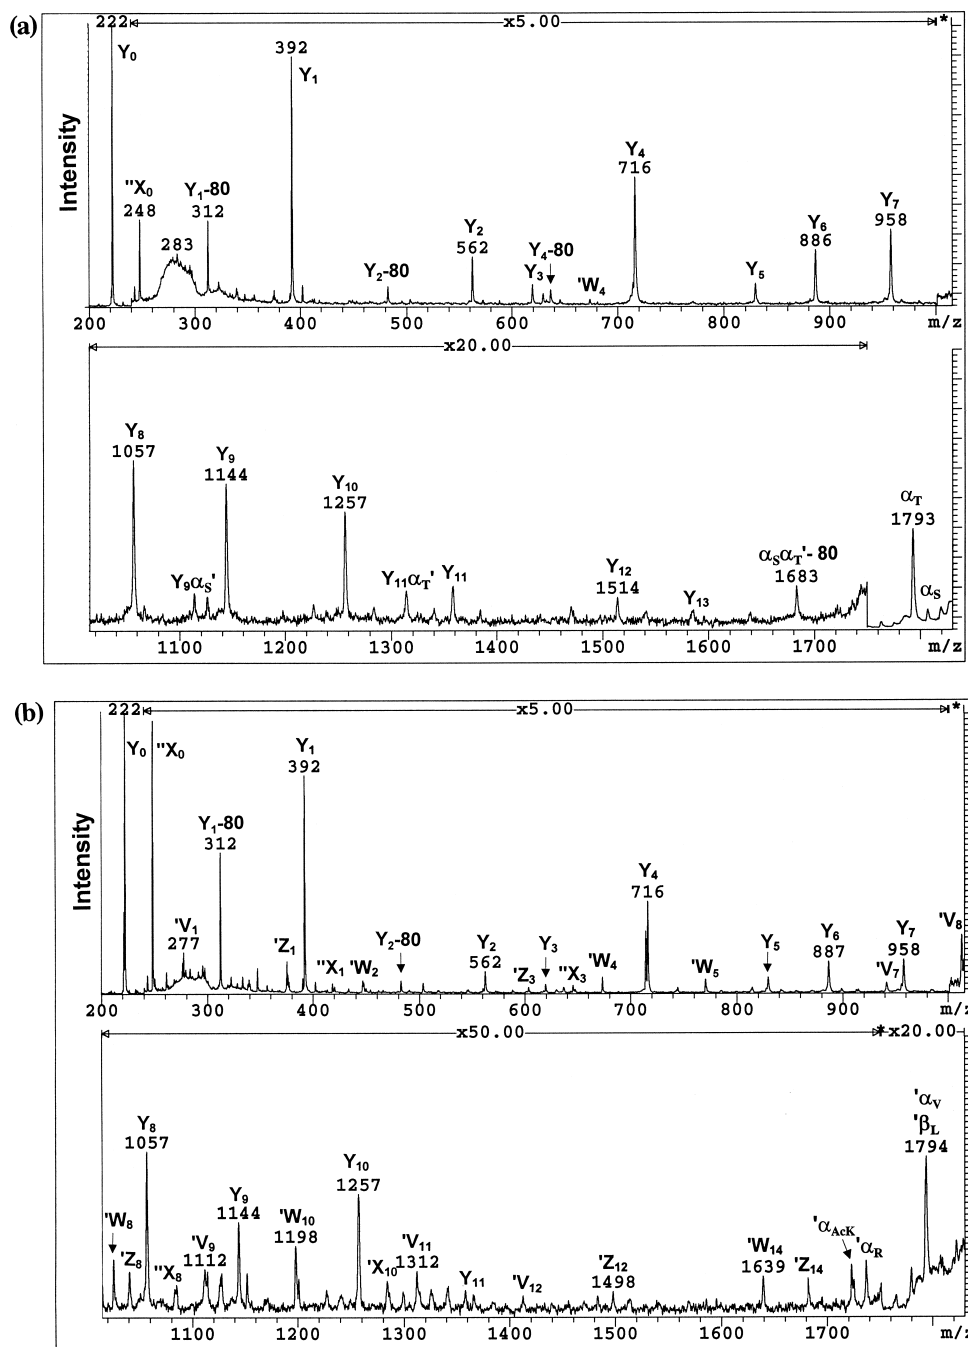 (a)
222 x5.00 *
Y₀
392
Y₁
Intensity
"X₀
248
Y₁-80
312
283
Y₂-80
Y₂
562
Y₃
Y₄-80
'W₄
Y₄
716
Y₅
Y₆
886
Y₇
958
200 300 400 500 600 700 800 900 m/z
x20.00
Y₈
1057
Y₉αS'
Y₉
1144
Y₁₀
1257
Y₁₁αT'
Y₁₁
Y₁₂
1514
Y₁₃
αSαT'- 80
1683
αT
1793
αS
1100 1200 1300 1400 1500 1600 1700 m/z
(b)
222 x5.00 *
Y₀
"X₀
Intensity
'V₁
277
Y₁-80
312
'Z₁
Y₁
392
"X₁
'W₂
Y₂-80
Y₂
562
'Z₃
Y₃
"X₃
'W₄
Y₄
716
'W₅
Y₅
Y₆
887
'V₇
Y₇
958
'V₈
200 300 400 500 600 700 800 900 m/z
x50.00 * x20.00
'W₈
'Z₈
Y₈
1057
"X₈
'V₉
1112
Y₉
1144
'W₁₀
1198
Y₁₀
1257
'X₁₀
'V₁₁
1312
Y₁₁
'V₁₂
'Z₁₂
1498
'W₁₄
1639
'Z₁₄
'αAcK
'αR
'αV
'βL
1794
1100 1200 1300 1400 1500 1600 1700 m/z